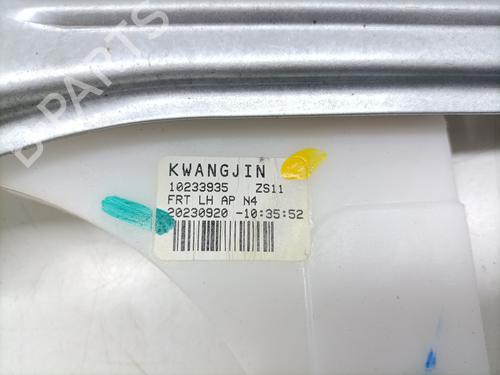 KWANGJIN
10233935 ZS11
FRT LH AP N4
20230920 -10:35:52
B-PARTS